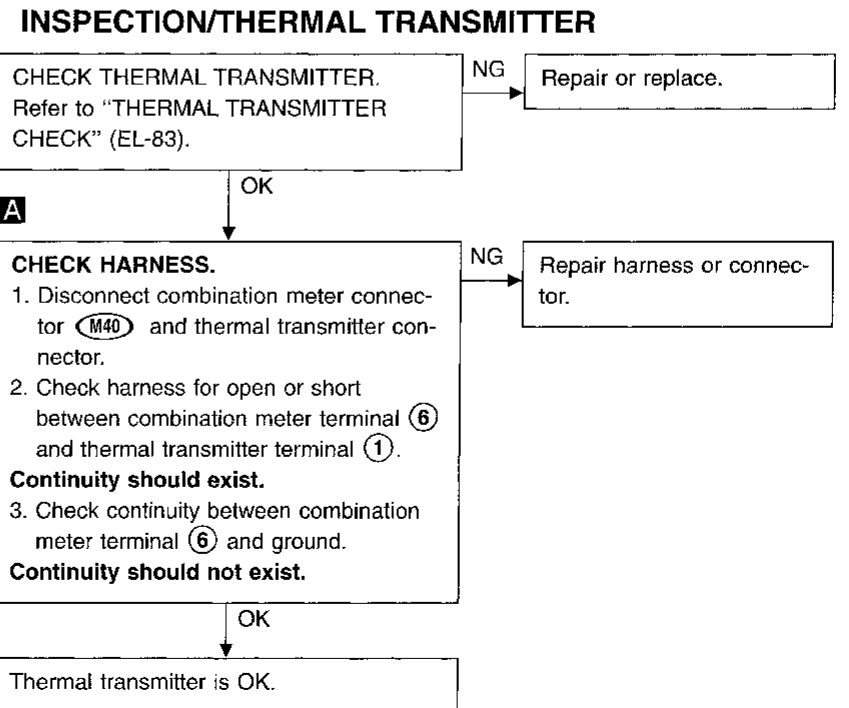 INSPECTION/THERMAL TRANSMITTER
CHECK THERMAL TRANSMITTER.
Refer to “THERMAL TRANSMITTER
CHECK” (EL-83).
NG
Repair or replace.
OK
A
CHECK HARNESS.
1. Disconnect combination meter connec-
tor M40 and thermal transmitter con-
nector.
2. Check harness for open or short
between combination meter terminal 6
and thermal transmitter terminal 1.
Continuity should exist.
3. Check continuity between combination
meter terminal 6 and ground.
Continuity should not exist.
NG
Repair harness or connec-
tor.
OK
Thermal transmitter is OK.